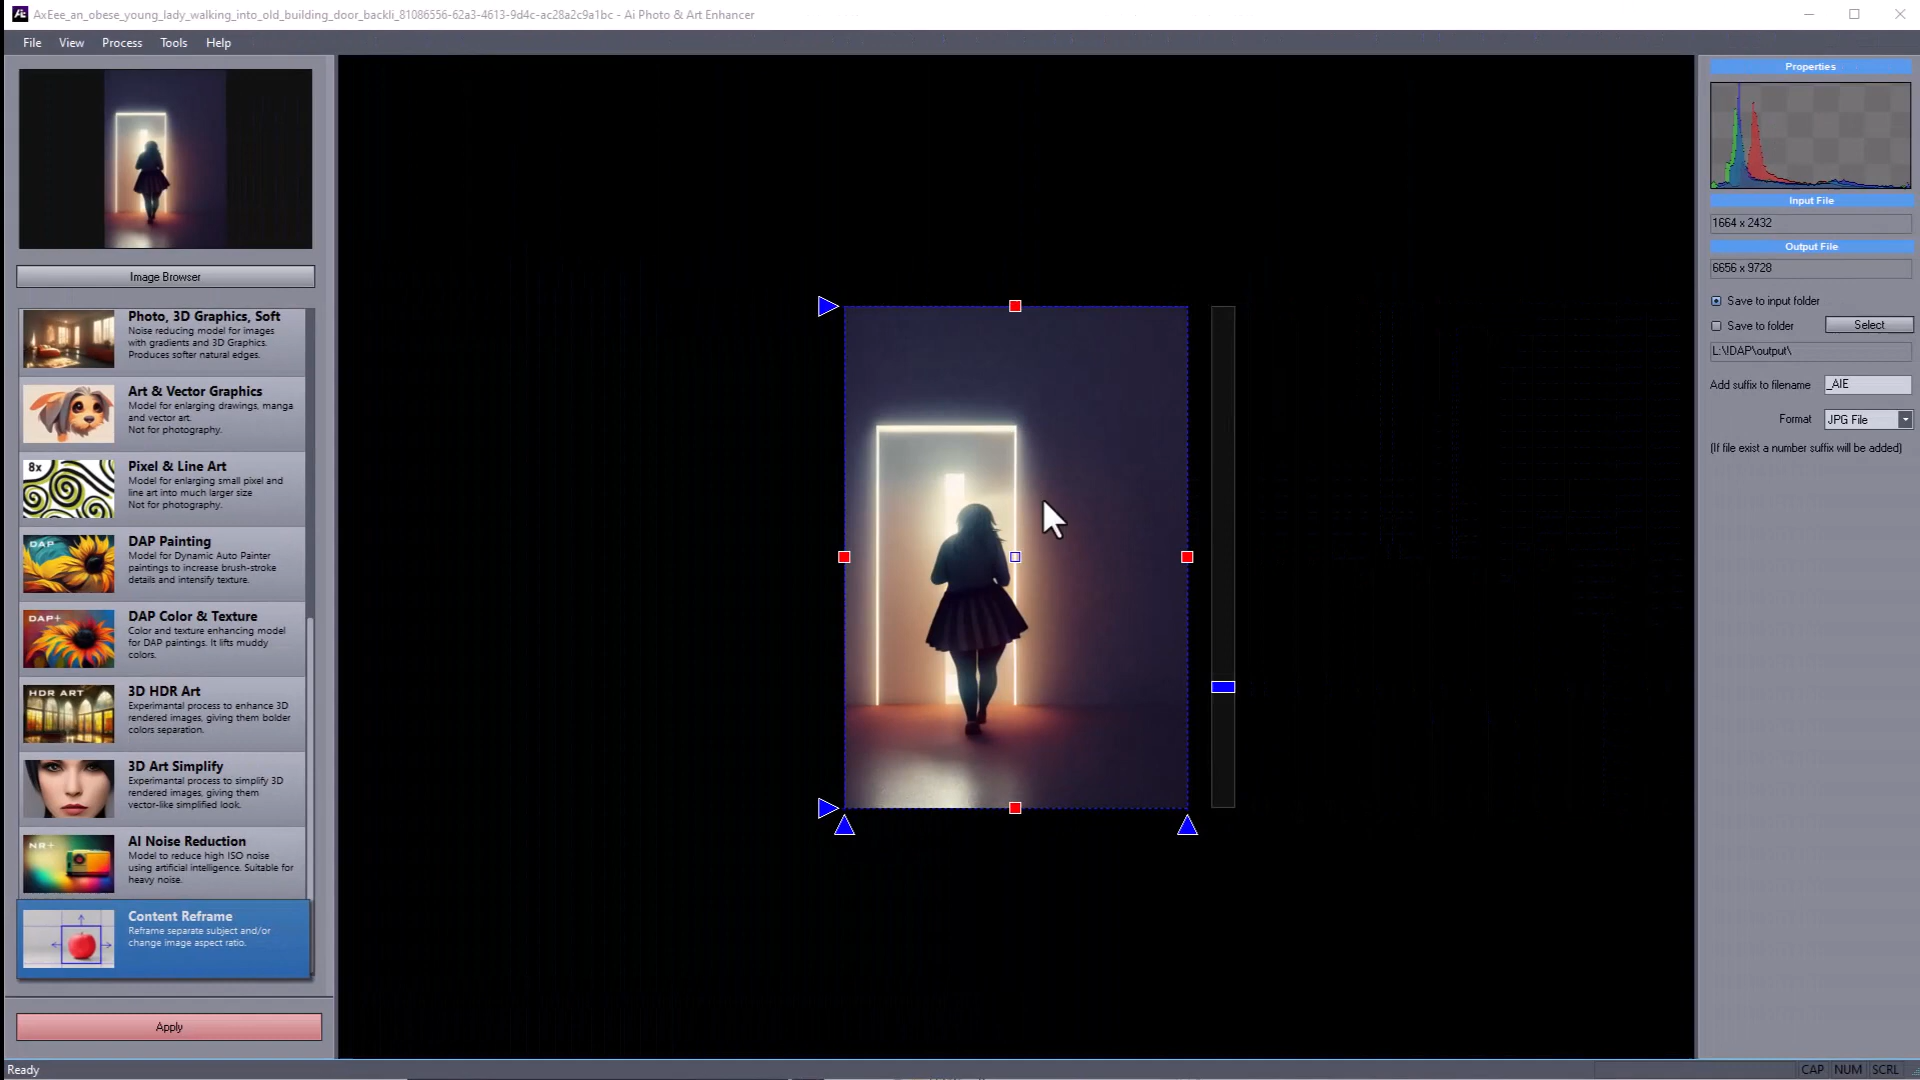 AxEee_an_obese_young_lady_walking_into_old_building_door_backli_81086556-62a3-4613-9d4c-ac28a2c9a1bc - Ai Photo & Art Enhancer
File View Process Tools Help
Image Browser
Photo, 3D Graphics, Soft
Noise reducing model for images
with gradients and 3D Graphics.
Produces softer natural edges.
Art & Vector Graphics
Model for enlarging drawings, manga
and vector art.
Not for photography.
8x
Pixel & Line Art
Model for enlarging small pixel and
line art into much larger size
Not for photography.
DAP
DAP Painting
Model for Dynamic Auto Painter
paintings to increase brush-stroke
details and intensify texture.
DAP+
DAP Color & Texture
Color and texture enhancing model
for DAP paintings. It lifts muddy
colors.
HDR ART
3D HDR Art
Experimental process to enhance 3D
rendered images, giving them bolder
colors separation.
3D Art Simplify
Experimantal process to simplify 3D
rendered images, giving them
vector-like simplified look.
NR+
AI Noise Reduction
Model to reduce high ISO noise
using artificial intelligence. Suitable for
heavy noise.
Content Reframe
Reframe separate subject and/or
change image aspect ratio.
Apply
Properties
Input File
1664 x 2432
Output File
6656 x 9728
Save to input folder
Save to folder Select
L:\!DAP\output\
Add suffix to filename _AIE
Format JPG File
(If file exist a number suffix will be added)
Ready
CAP NUM SCRL